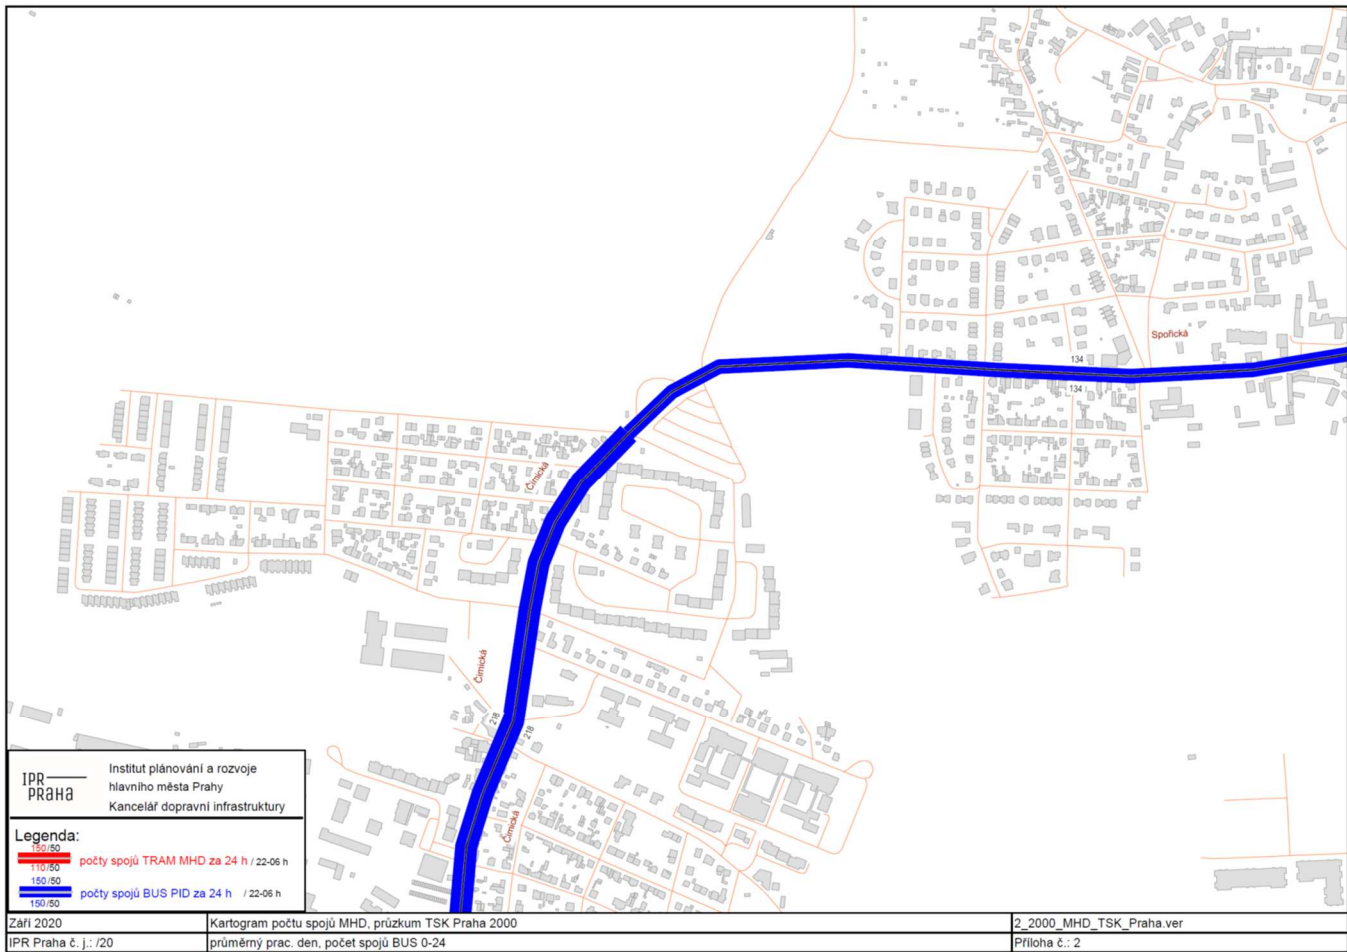 Spořická
134
134
Čimická
Čimická
218
218
Čimická
IPR
PRAHA
Institut plánování a rozvoje
hlavního města Prahy
Kancelář dopravní infrastruktury
Legenda:
150/50
počty spojů TRAM MHD za 24 h / 22-06 h
110/50
150/50
počty spojů BUS PID za 24 h / 22-06 h
150/50
Září 2020
Kartogram počtu spojů MHD, průzkum TSK Praha 2000
2_2000_MHD_TSK_Praha.ver
IPR Praha č. j.: /20
průměrný prac. den, počet spojů BUS 0-24
Příloha č.: 2